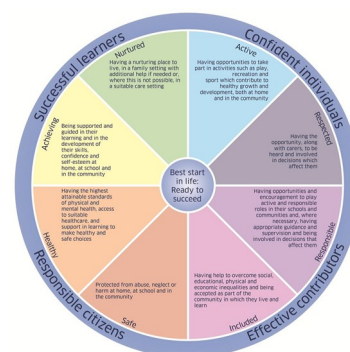 Successful learners
Confident individuals
Nurtured
Having a nurturing place to
live, in a family setting with
additional help if needed or,
where this is not possible, in
a suitable care setting
Active
Having opportunities to take
part in activities such as play,
recreation and
sport which contribute to
healthy growth and
development, both at home
and in the community
Achieving
Being supported and
guided in their
learning and in the
development of
their skills,
confidence and
self-esteem at
home, at school and
in the community
Respected
Having the
opportunity, along
with carers, to be
heard and involved
in decisions which
affect them
Best start
in life:
Ready to
succeed
Healthy
Having the highest
attainable standards
of physical and
mental health, access
to suitable
healthcare, and
support in learning to
make healthy and
safe choices
Responsible
Having opportunities and
encouragement to play
active and responsible
roles in their schools and
communities and, where
necessary, having
appropriate guidance and
supervision and being
involved in decisions that
affect them
Protected from abuse, neglect or
harm at home, at school and in
the community
Safe
Having help to overcome social,
educational, physical and
economic inequalities and being
accepted as part of the
community in which they live and
learn
Included
Responsible citizens
Effective contributors